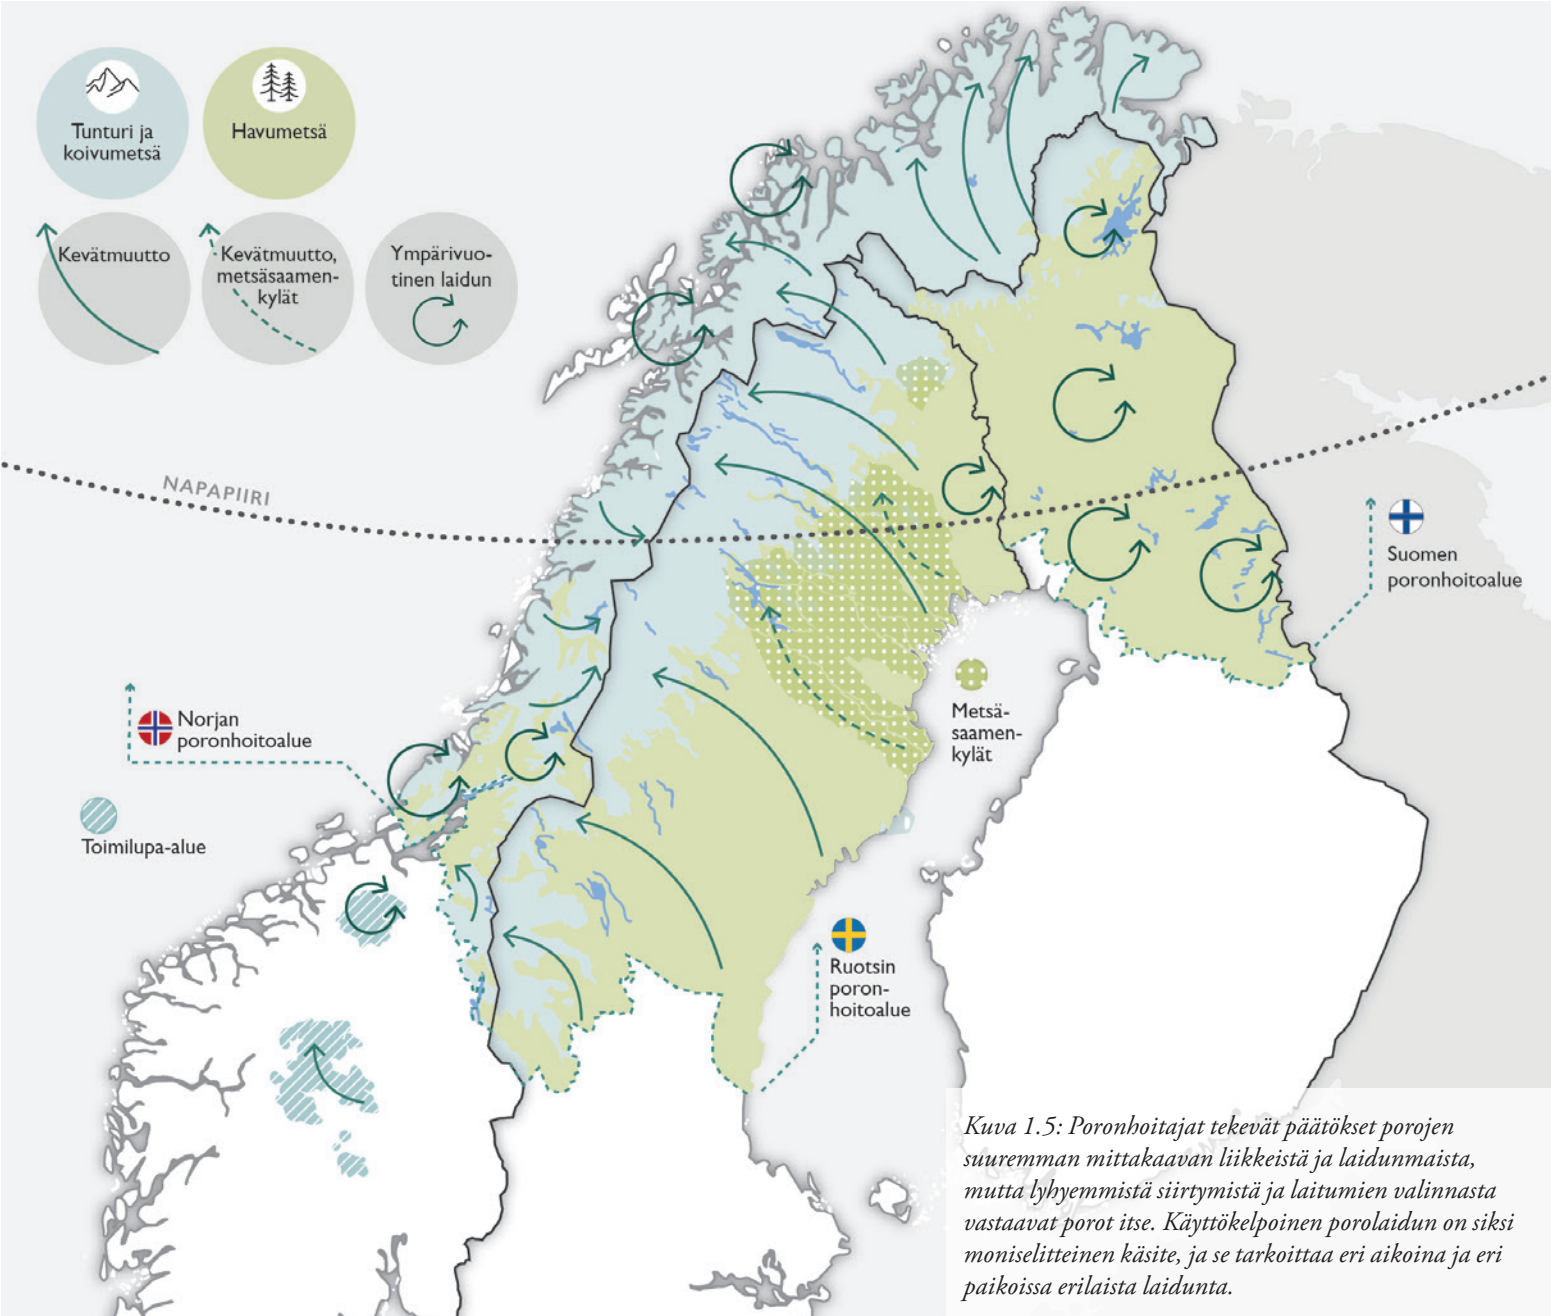 Tunturi ja
koivumetsä
Havumetsä
Kevätmuutto
Kevätmuutto,
metsäsaamen-
kylät
Ympärivuo-
tinen laidun
NAPAPIIRI
Suomen
poronhoitoalue
Metsä-
saamen-
kylät
Norjan
poronhoitoalue
Toimilupa-alue
Ruotsin
poron-
hoitoalue
Kuva 1.5: Poronhoitajat tekevät päätökset porojen
suuremman mittakaavan liikkeistä ja laidunmaista,
mutta lyhyemmistä siirtymistä ja laitumien valinnasta
vastaavat porot itse. Käyttökelpoinen porolaidun on siksi
moniselitteinen käsite, ja se tarkoittaa eri aikoina ja eri
paikoissa erilaista laidunta.